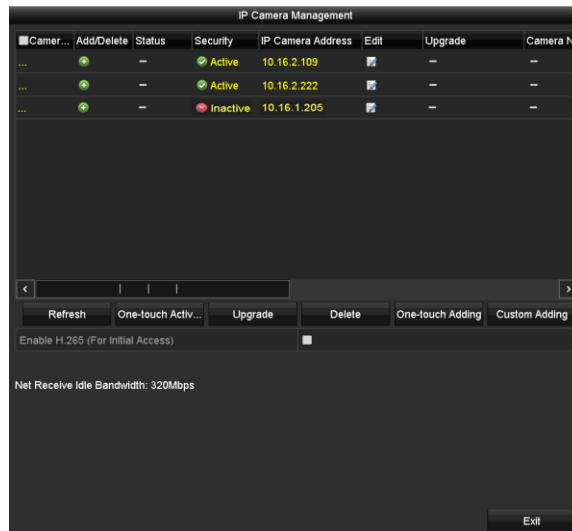 IP Camera Management
Camer... Add/Delete Status Security IP Camera Address Edit Upgrade Camera N
... – Active 10.16.2.109 – –
... – Active 10.16.2.222 – –
... – Inactive 10.16.1.205 – –
Refresh One-touch Activ... Upgrade Delete One-touch Adding Custom Adding
Enable H.265 (For Initial Access)
Net Receive Idle Bandwidth: 320Mbps
Exit